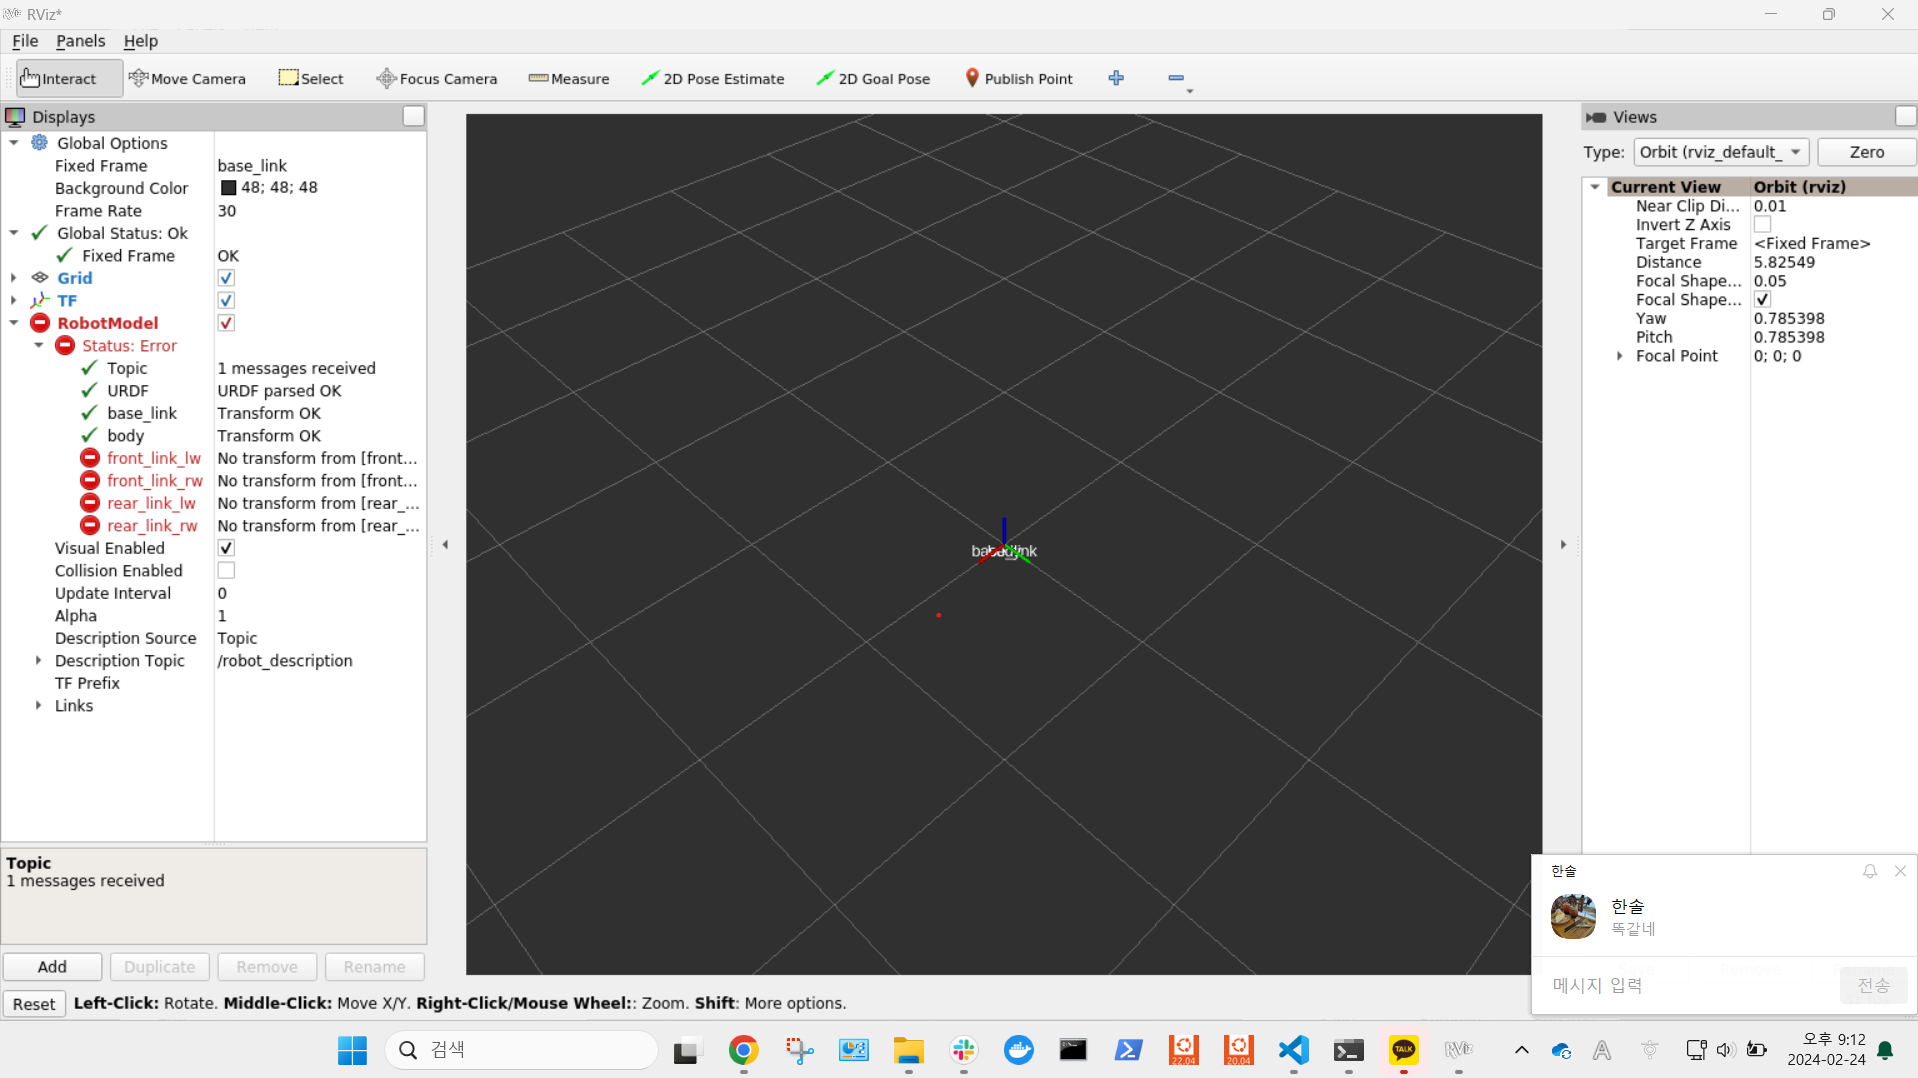 RViz*
File Panels Help
Interact Move Camera Select Focus Camera Measure 2D Pose Estimate 2D Goal Pose Publish Point
Displays
Global Options
Fixed Frame base_link
Background Color 48; 48; 48
Frame Rate 30
Global Status: Ok
Fixed Frame OK
Grid
TF
RobotModel
Status: Error
Topic 1 messages received
URDF URDF parsed OK
base_link Transform OK
body Transform OK
front_link_lw No transform from [front...
front_link_rw No transform from [front...
rear_link_lw No transform from [rear_...
rear_link_rw No transform from [rear_...
Visual Enabled
Collision Enabled
Update Interval 0
Alpha 1
Description Source Topic
Description Topic /robot_description
TF Prefix
Links
Topic
1 messages received
Add Duplicate Remove Rename
Reset Left-Click: Rotate. Middle-Click: Move X/Y. Right-Click/Mouse Wheel:: Zoom. Shift: More options.
Views
Type: Orbit (rviz_default_ Zero
Current View Orbit (rviz)
Near Clip Di... 0.01
Invert Z Axis
Target Frame <Fixed Frame>
Distance 5.82549
Focal Shape... 0.05
Focal Shape...
Yaw 0.785398
Pitch 0.785398
Focal Point 0; 0; 0
한솔
한솔
똑같네
메시지 입력 전송
검색
22.04
20.04
TALK
RViz
A
오후 9:12
2024-02-24